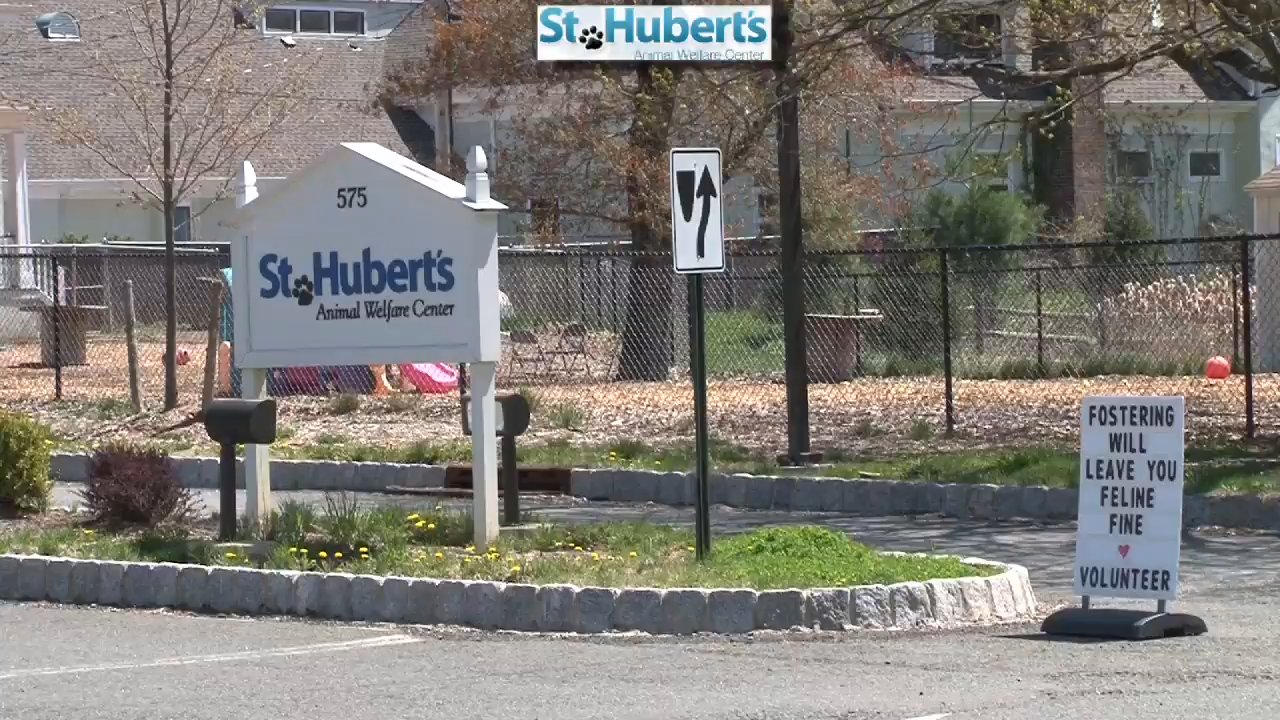 St. Hubert's
Animal Welfare Center
575
St. Hubert's
Animal Welfare Center
FOSTERING
WILL
LEAVE YOU
FELINE
FINE
VOLUNTEER